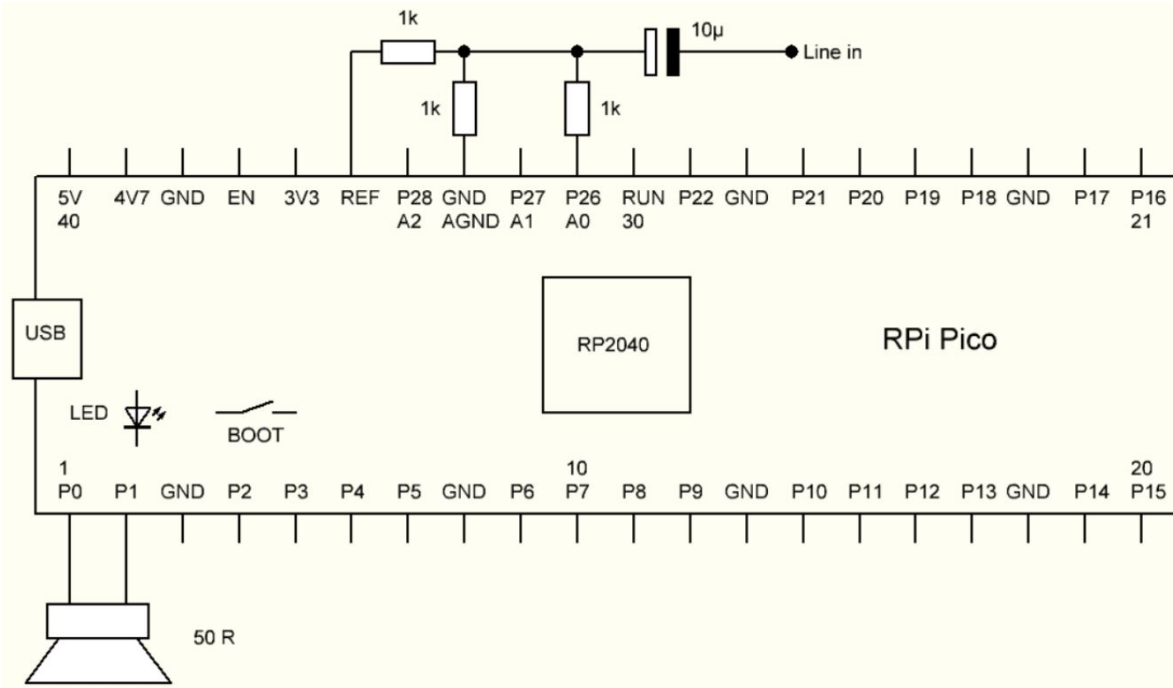 1k
10µ
Line in
1k
1k
5V 4V7 GND EN 3V3 REF P28 GND P27 P26 RUN P22 GND P21 P20 P19 P18 GND P17 P16
40 A2 AGND A1 A0 30 21
USB
RP2040
RPi Pico
LED
BOOT
1 10 20
P0 P1 GND P2 P3 P4 P5 GND P6 P7 P8 P9 GND P10 P11 P12 P13 GND P14 P15
50 R